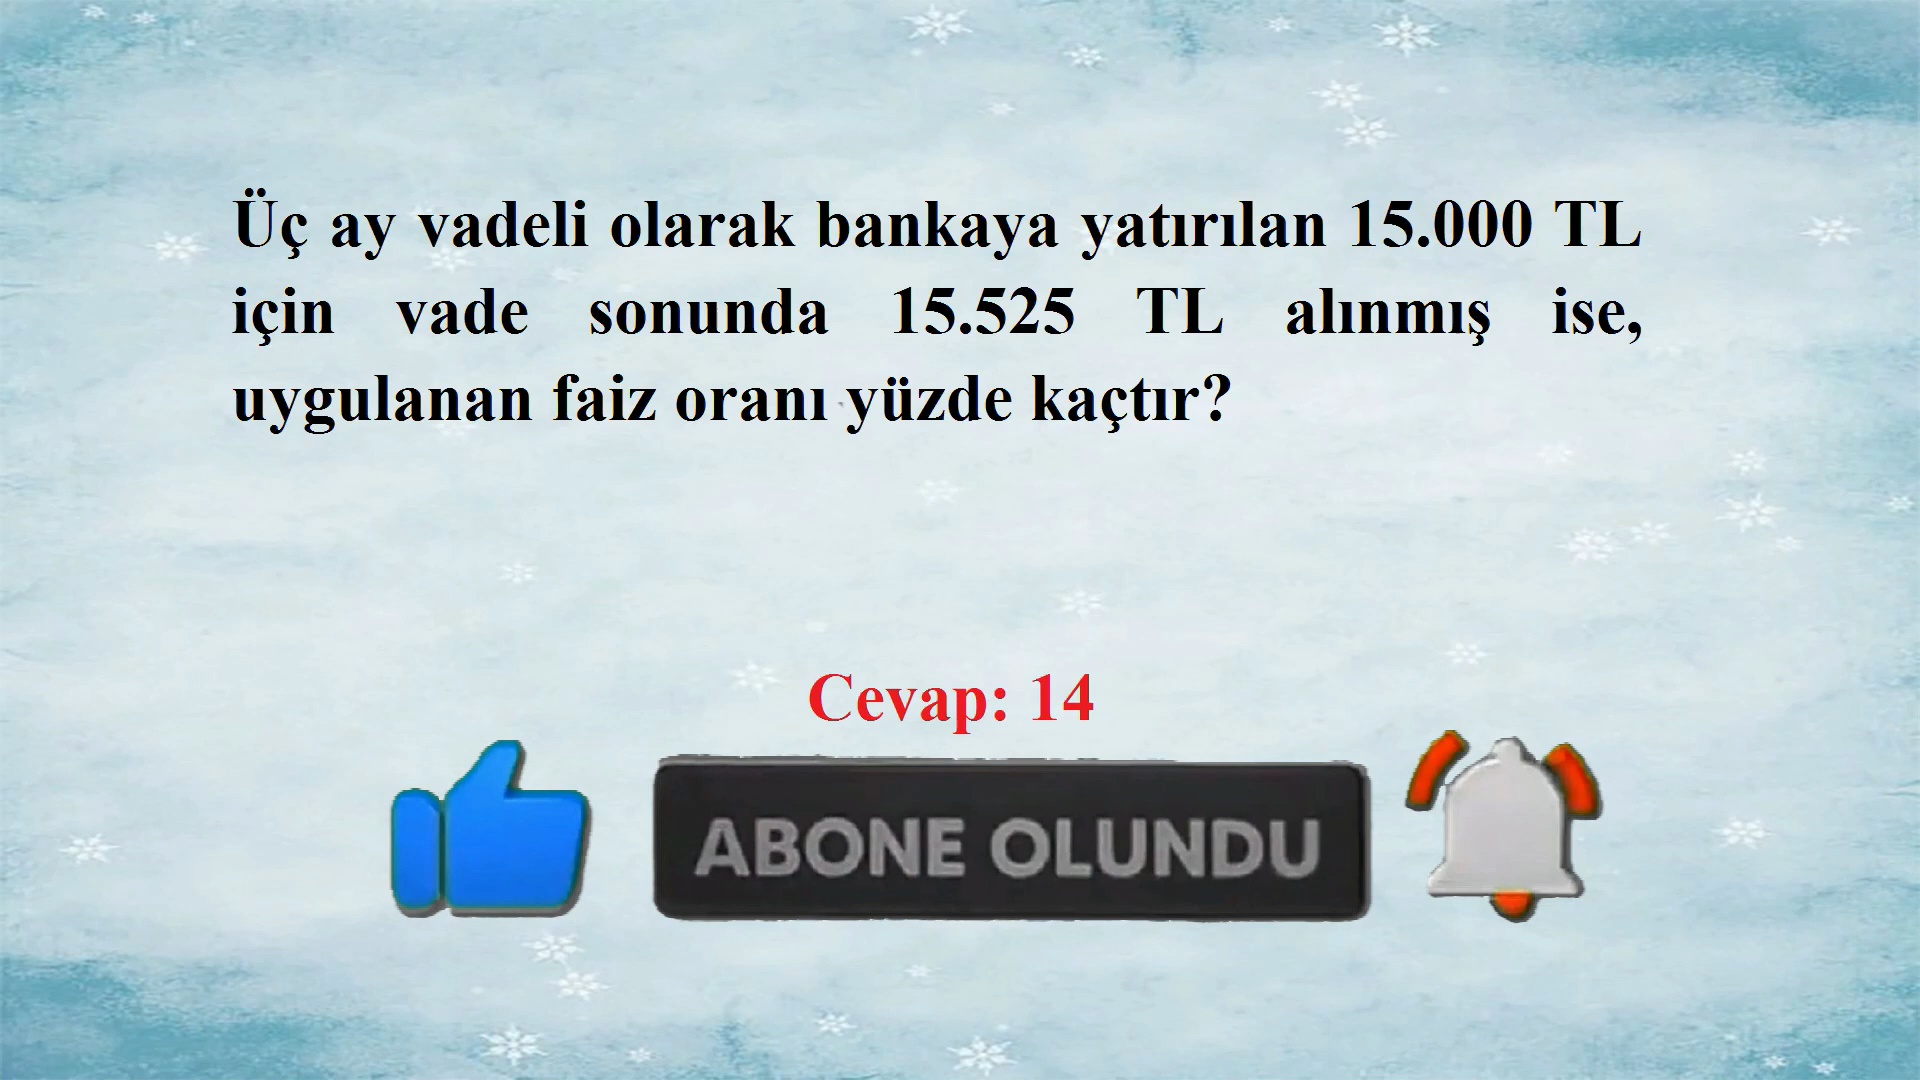 Üç ay vadeli olarak bankaya yatırılan 15.000 TL
için vade sonunda 15.525 TL alınmış ise,
uygulanan faiz oranı yüzde kaçtır?
Cevap: 14
ABONE OLUNDU